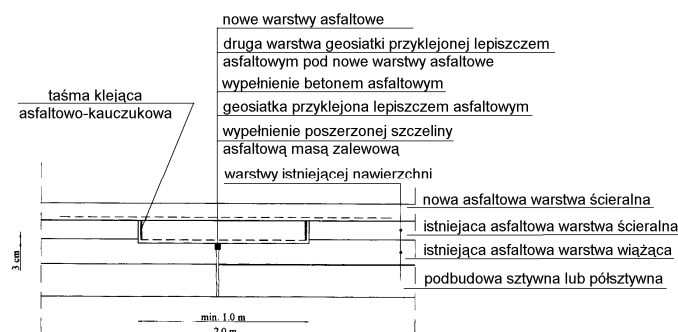 nowe warstwy asfaltowe
druga warstwa geosiatki przyklejonej lepiszczem
asfaltowym pod nowe warstwy asfaltowe
wypełnienie betonem asfaltowym
geosiatka przyklejona lepiszczem asfaltowym
wypełnienie poszerzonej szczeliny
asfaltową masą zalewową
warstwy istniejącej nawierzchni
taśma klejąca
asfaltowo-kauczukowa
nowa asfaltowa warstwa ścieralna
istniejaca asfaltowa warstwa ścieralna
istniejąca asfaltowa warstwa wiążąca
podbudowa sztywna lub półsztywna
3 cm
min. 1.0 m
2.0 m